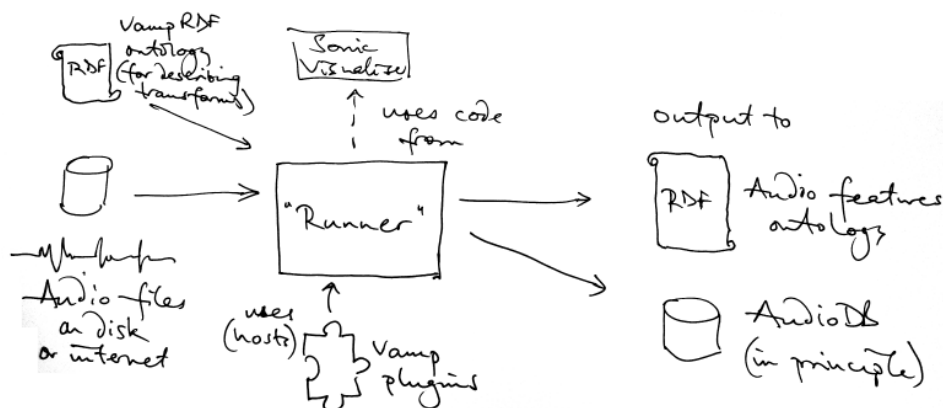 Vamp RDF
ontology
(for describing
transforms)
RDF
Sonic
Visualiser
uses code
from
"Runner"
Audio files
on disk
or internet
uses
(hosts)
Vamp
plugins
output to
RDF
Audio features
ontology
AudioDB
(in principle)